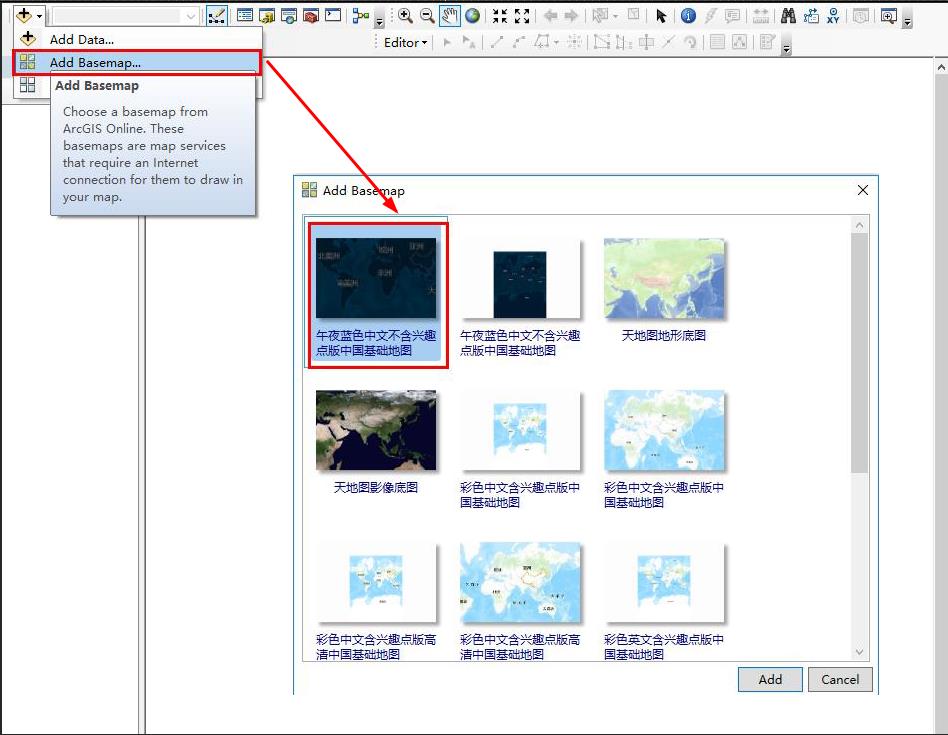 Add Data...
Editor
Add Basemap...
Add Basemap
Choose a basemap from
ArcGIS Online. These
basemaps are map services
that require an Internet
connection for them to draw in
your map.
Add Basemap
午夜蓝色中文不含兴趣
点版中国基础地图
午夜蓝色中文不含兴趣
点版中国基础地图
天地图地形底图
天地图影像底图
彩色中文含兴趣点版中
国基础地图
彩色中文含兴趣点版中
国基础地图
彩色中文含兴趣点版高
清中国基础地图
彩色中文含兴趣点版高
清中国基础地图
彩色英文含兴趣点版中
国基础地图
Add
Cancel